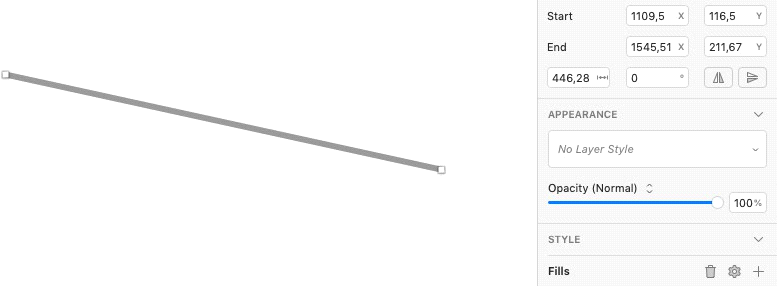 Start 1109,5 X 116,5 Y
End 1545,51 X 211,67 Y
446,28 0 °
APPEARANCE
No Layer Style
Opacity (Normal)
100%
STYLE
Fills